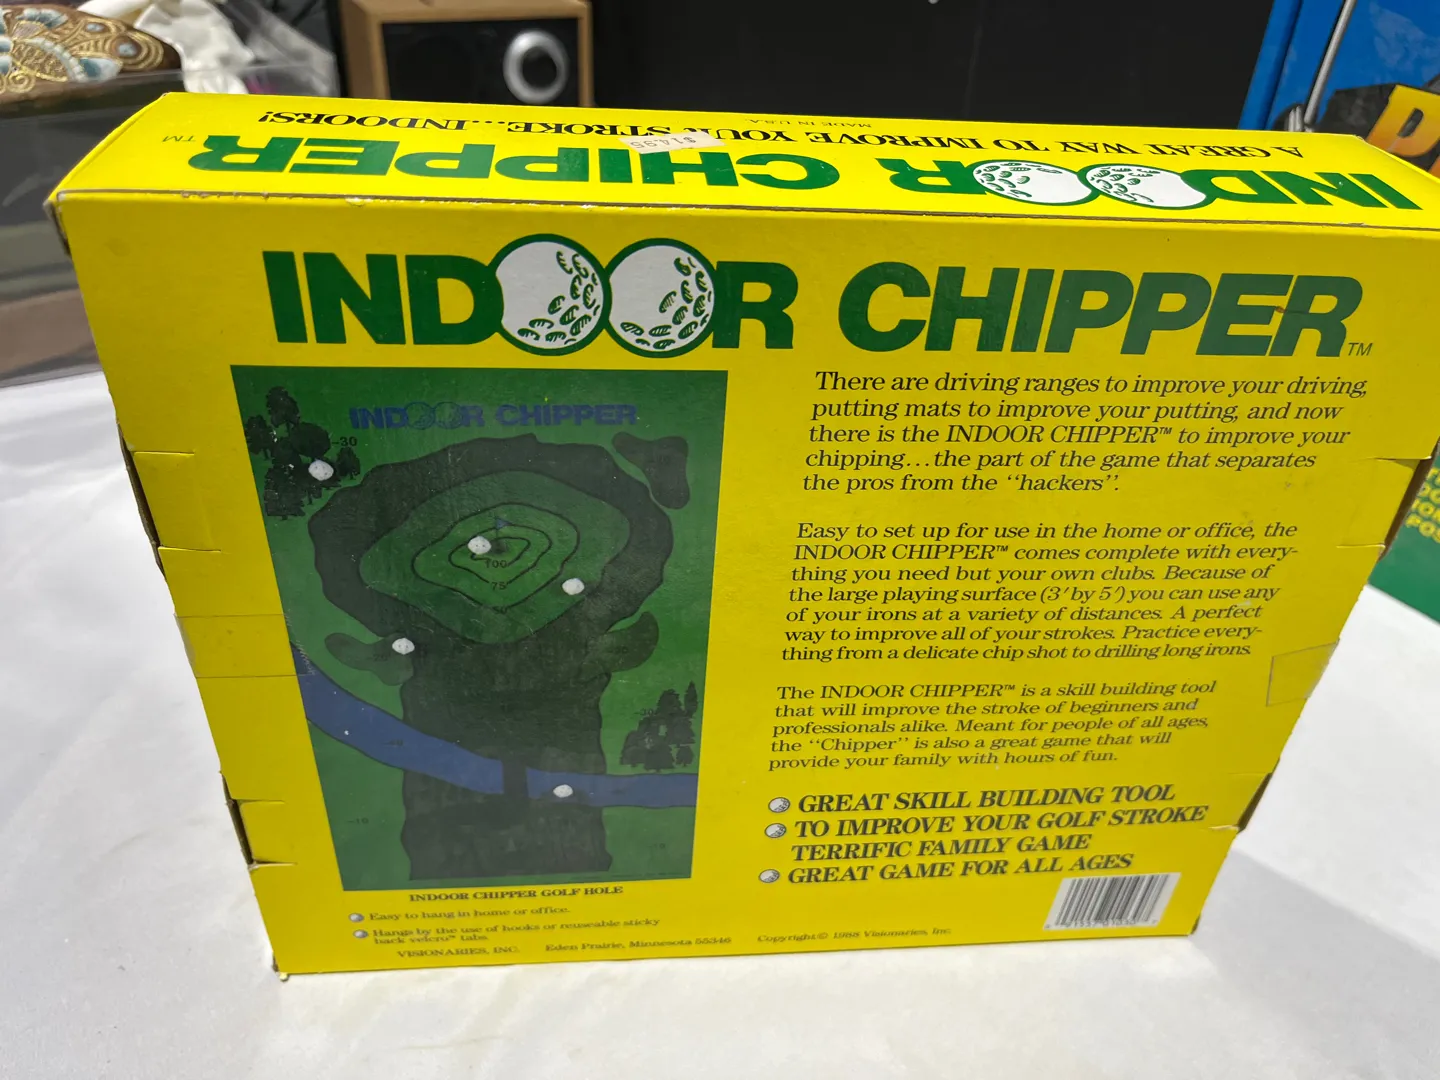 A GREAT WAY TO IMPROVE YOUR STROKE...INDOORS!
MADE IN U.S.A.
$14.95
INDOOR CHIPPER™
INDOOR CHIPPER™
INDOOR CHIPPER
-30
100
75
-30
-10
INDOOR CHIPPER GOLF HOLE
Easy to hang in home or office.
Hangs by the use of hooks or reuseable sticky
back velcro™ tabs.
VISIONARIES, INC. Eden Prairie, Minnesota 55346 Copyright © 1988 Visionaries, Inc.
There are driving ranges to improve your driving,
putting mats to improve your putting, and now
there is the INDOOR CHIPPER™ to improve your
chipping...the part of the game that separates
the pros from the “hackers”.
Easy to set up for use in the home or office, the
INDOOR CHIPPER™ comes complete with every-
thing you need but your own clubs. Because of
the large playing surface (3' by 5') you can use any
of your irons at a variety of distances. A perfect
way to improve all of your strokes. Practice every-
thing from a delicate chip shot to drilling long irons.
The INDOOR CHIPPER™ is a skill building tool
that will improve the stroke of beginners and
professionals alike. Meant for people of all ages,
the “Chipper” is also a great game that will
provide your family with hours of fun.
GREAT SKILL BUILDING TOOL
TO IMPROVE YOUR GOLF STROKE
TERRIFIC FAMILY GAME
GREAT GAME FOR ALL AGES